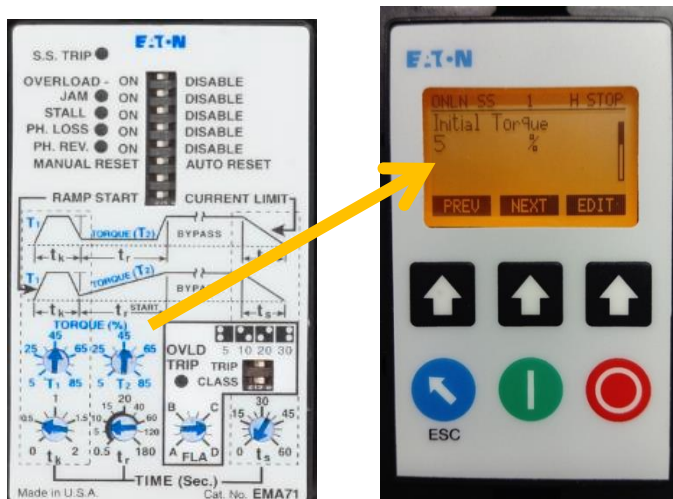 E·T·N
S.S. TRIP
OVERLOAD - ON DISABLE
JAM ON DISABLE
STALL ON DISABLE
PH. LOSS ON DISABLE
PH. REV. ON DISABLE
MANUAL RESET AUTO RESET
RAMP START CURRENT LIMIT
T1 TORQUE (T2) BYPASS
tk tr
T1 TORQUE (T2)
tk tr START ts
TORQUE (%)
45 45
25 65 25 65
5 T1 85 5 T2 85
OVLD 5 10 20 30
TRIP TRIP
CLASS
1 20 30
0.5 1.5 10 15 40 60 B C 15 45
5 120
0 tk 2 0.5 tr 180 A FLA D 0 ts 60
TIME (Sec.)
Made in U.S.A. Cat. No. EMA71
E·T·N
ONLN SS 1 H STOP
Initial Torque
5 %
PREV NEXT EDIT
ESC